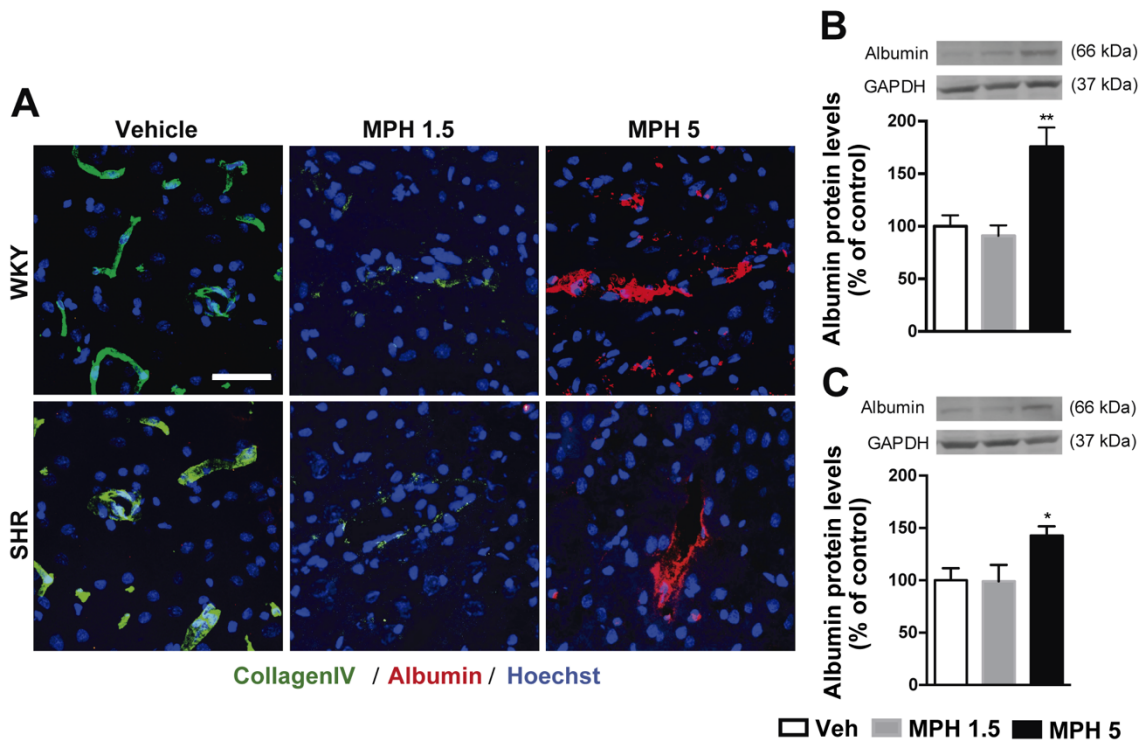 A
Vehicle MPH 1.5 MPH 5
WKY
SHR
CollagenIV / Albumin / Hoechst
B
Albumin (66 kDa)
GAPDH (37 kDa)
Albumin protein levels
(% of control)
200
150
100
50
0
**
C
Albumin (66 kDa)
GAPDH (37 kDa)
Albumin protein levels
(% of control)
200
150
100
50
0
*
Veh MPH 1.5 MPH 5